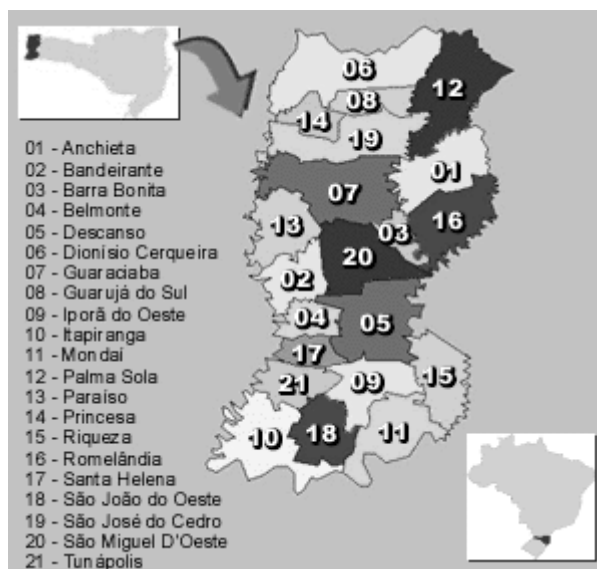 06
12
08
14
19
01
07
16
13
03
20
02
04
05
17
15
21
09
10
18
11
01 - Anchieta
02 - Bandeirante
03 - Barra Bonita
04 - Belmonte
05 - Descanso
06 - Dionísio Cerqueira
07 - Guaraciaba
08 - Guarujá do Sul
09 - Iporã do Oeste
10 - Itapiranga
11 - Mondaí
12 - Palma Sola
13 - Paraíso
14 - Princesa
15 - Riqueza
16 - Romelândia
17 - Santa Helena
18 - São João do Oeste
19 - São José do Cedro
20 - São Miguel D'Oeste
21 - Tunápolis